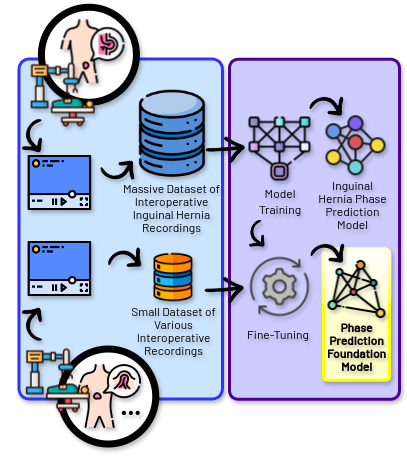 Massive Dataset of
Interoperative
Inguinal Hernia
Recordings
Model
Training
Inguinal
Hernia Phase
Prediction
Model
Small Dataset of
Various
Interoperative
Recordings
Fine-Tuning
Phase
Prediction
Foundation
Model